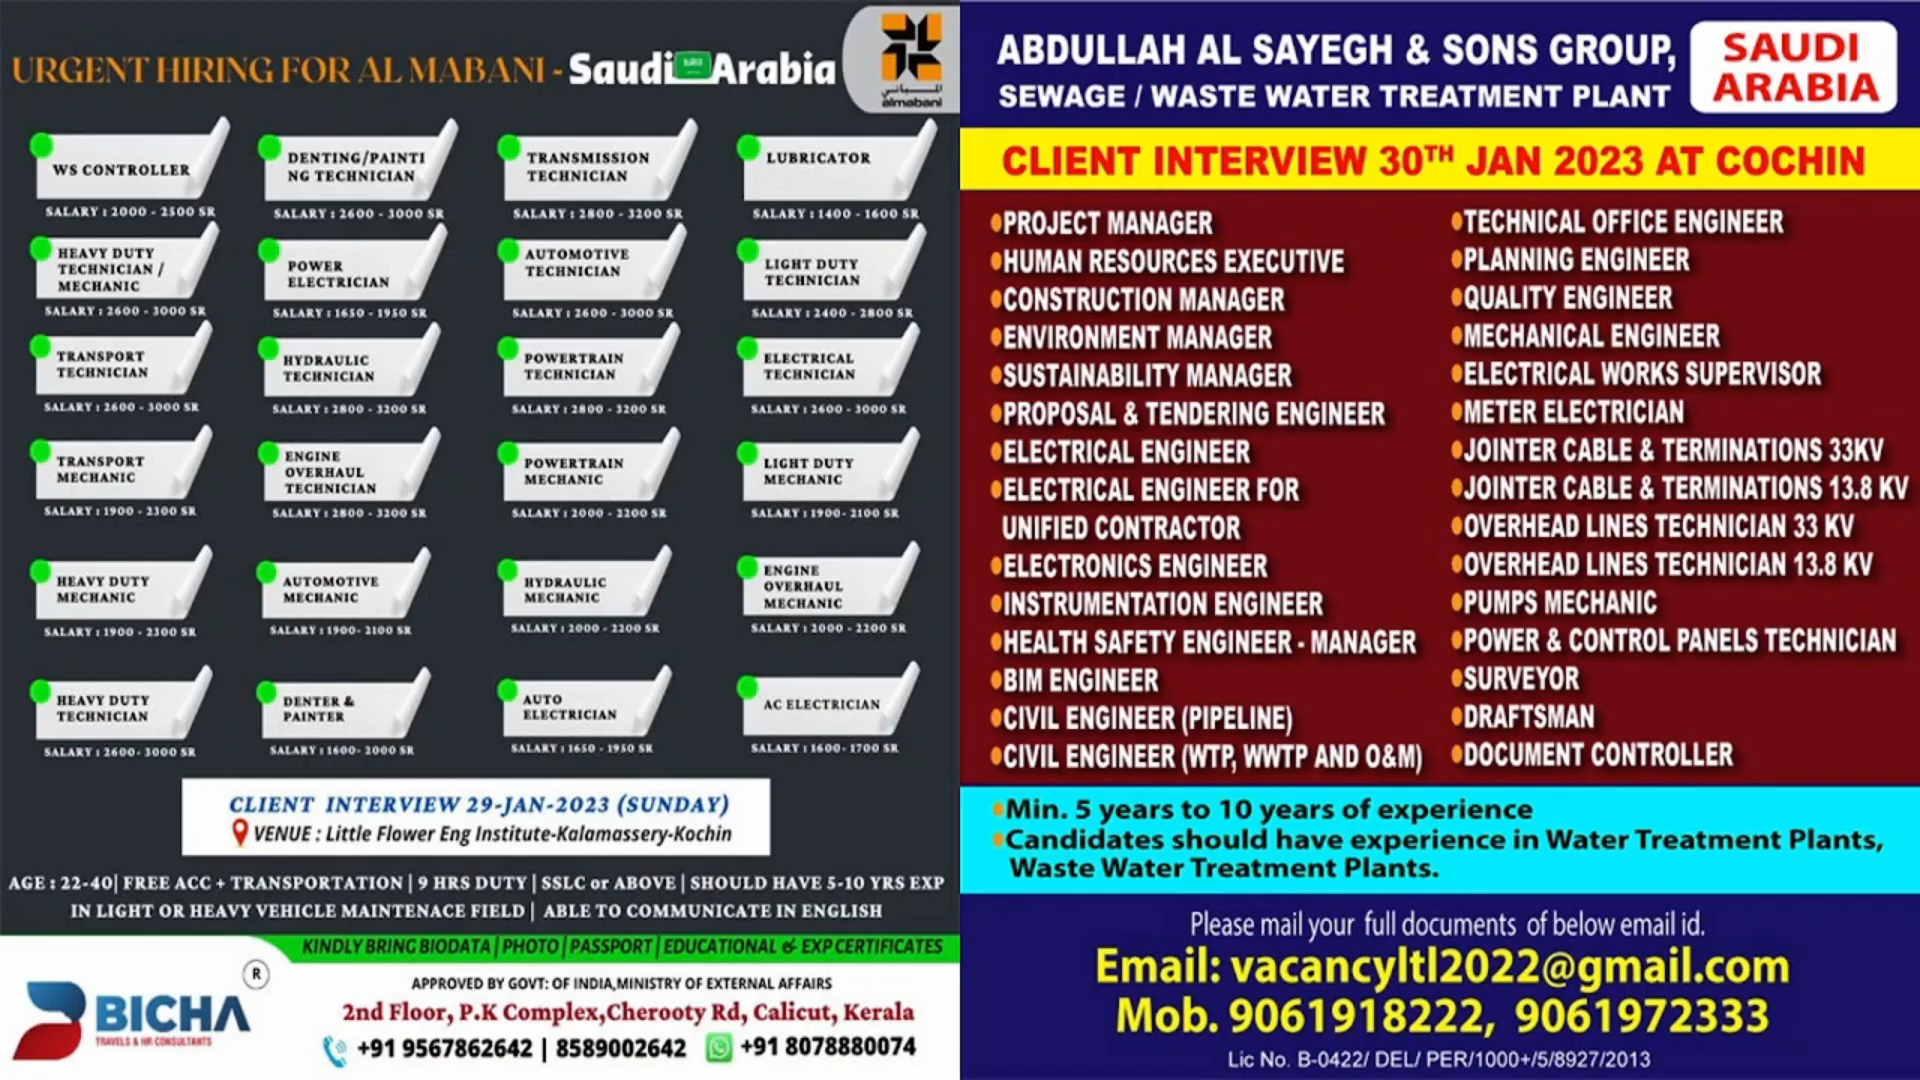 URGENT HIRING FOR AL MABANI - Saudi Arabia
المباني
almabani
WS CONTROLLER
SALARY : 2000 - 2500 SR
DENTING/PAINTI
NG TECHNICIAN
SALARY : 2600 - 3000 SR
TRANSMISSION
TECHNICIAN
SALARY : 2800 - 3200 SR
LUBRICATOR
SALARY : 1400 - 1600 SR
HEAVY DUTY
TECHNICIAN /
MECHANIC
SALARY : 2600 - 3000 SR
POWER
ELECTRICIAN
SALARY : 1650 - 1950 SR
AUTOMOTIVE
TECHNICIAN
SALARY : 2600 - 3000 SR
LIGHT DUTY
TECHNICIAN
SALARY : 2400 - 2800 SR
TRANSPORT
TECHNICIAN
SALARY : 2600 - 3000 SR
HYDRAULIC
TECHNICIAN
SALARY : 2800 - 3200 SR
POWERTRAIN
TECHNICIAN
SALARY : 2800 - 3200 SR
ELECTRICAL
TECHNICIAN
SALARY : 2600 - 3000 SR
TRANSPORT
MECHANIC
SALARY : 1900 - 2300 SR
ENGINE
OVERHAUL
TECHNICIAN
SALARY : 2800 - 3200 SR
POWERTRAIN
MECHANIC
SALARY : 2000 - 2200 SR
LIGHT DUTY
MECHANIC
SALARY : 1900- 2100 SR
HEAVY DUTY
MECHANIC
SALARY : 1900 - 2300 SR
AUTOMOTIVE
MECHANIC
SALARY : 1900- 2100 SR
HYDRAULIC
MECHANIC
SALARY : 2000 - 2200 SR
ENGINE
OVERHAUL
MECHANIC
SALARY : 2000 - 2200 SR
HEAVY DUTY
TECHNICIAN
SALARY : 2600- 3000 SR
DENTER &
PAINTER
SALARY : 1600- 2000 SR
AUTO
ELECTRICIAN
SALARY : 1650 - 1950 SR
AC ELECTRICIAN
SALARY : 1600-1700 SR
CLIENT INTERVIEW 29-JAN-2023 (SUNDAY)
VENUE : Little Flower Eng Institute-Kalamassery-Kochin
AGE : 22-40| FREE ACC + TRANSPORTATION | 9 HRS DUTY | SSLC or ABOVE | SHOULD HAVE 5-10 YRS EXP
IN LIGHT OR HEAVY VEHICLE MAINTENACE FIELD | ABLE TO COMMUNICATE IN ENGLISH
KINDLY BRING BIODATA | PHOTO | PASSPORT | EDUCATIONAL & EXP CERTIFICATES
R
BICHA
TRAVELS & HR CONSULTANTS
APPROVED BY GOVT: OF INDIA,MINISTRY OF EXTERNAL AFFAIRS
2nd Floor, P.K Complex,Cherooty Rd, Calicut, Kerala
+91 9567862642 | 8589002642 +91 8078880074
ABDULLAH AL SAYEGH & SONS GROUP,
SEWAGE / WASTE WATER TREATMENT PLANT
SAUDI
ARABIA
CLIENT INTERVIEW 30TH JAN 2023 AT COCHIN
PROJECT MANAGER
HUMAN RESOURCES EXECUTIVE
CONSTRUCTION MANAGER
ENVIRONMENT MANAGER
SUSTAINABILITY MANAGER
PROPOSAL & TENDERING ENGINEER
ELECTRICAL ENGINEER
ELECTRICAL ENGINEER FOR
UNIFIED CONTRACTOR
ELECTRONICS ENGINEER
INSTRUMENTATION ENGINEER
HEALTH SAFETY ENGINEER - MANAGER
BIM ENGINEER
CIVIL ENGINEER (PIPELINE)
CIVIL ENGINEER (WTP, WWTP AND O&M)
TECHNICAL OFFICE ENGINEER
PLANNING ENGINEER
QUALITY ENGINEER
MECHANICAL ENGINEER
ELECTRICAL WORKS SUPERVISOR
METER ELECTRICIAN
JOINTER CABLE & TERMINATIONS 33KV
JOINTER CABLE & TERMINATIONS 13.8 KV
OVERHEAD LINES TECHNICIAN 33 KV
OVERHEAD LINES TECHNICIAN 13.8 KV
PUMPS MECHANIC
POWER & CONTROL PANELS TECHNICIAN
SURVEYOR
DRAFTSMAN
DOCUMENT CONTROLLER
Min. 5 years to 10 years of experience
Candidates should have experience in Water Treatment Plants,
Waste Water Treatment Plants.
Please mail your full documents of below email id.
Email: vacancyltl2022@gmail.com
Mob. 9061918222, 9061972333
Lic No. B-0422/ DEL/ PER/1000+/5/8927/2013